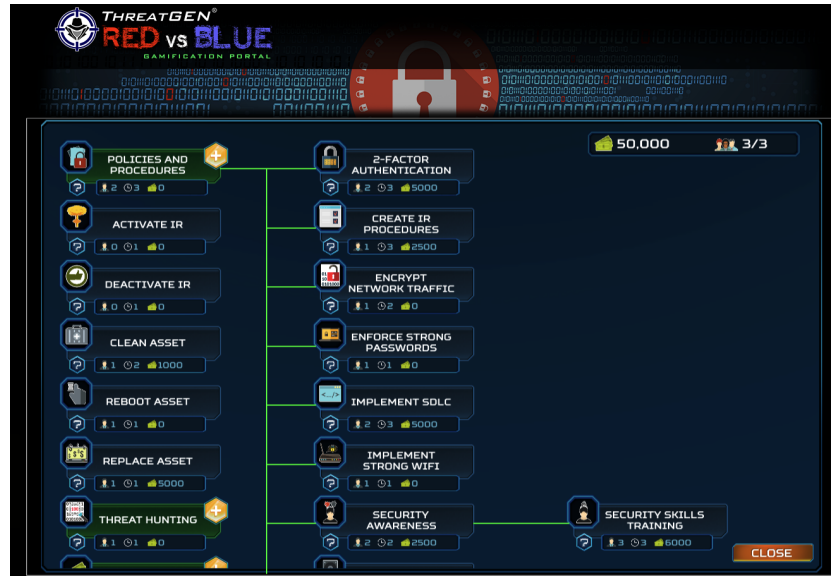 THREATGEN®
RED VS BLUE
GAMIFICATION PORTAL
50,000 3/3
POLICIES AND
PROCEDURES
2 3 0
ACTIVATE IR
0 1 0
DEACTIVATE IR
0 1 0
CLEAN ASSET
1 2 1000
REBOOT ASSET
1 1 0
REPLACE ASSET
1 1 5000
THREAT HUNTING
1 1 0
2-FACTOR
AUTHENTICATION
2 3 5000
CREATE IR
PROCEDURES
1 3 2500
ENCRYPT
NETWORK TRAFFIC
1 2 0
ENFORCE STRONG
PASSWORDS
1 1 0
IMPLEMENT SDLC
2 3 5000
IMPLEMENT
STRONG WIFI
1 1 0
SECURITY
AWARENESS
2 2 2500
SECURITY SKILLS
TRAINING
3 3 6000
CLOSE